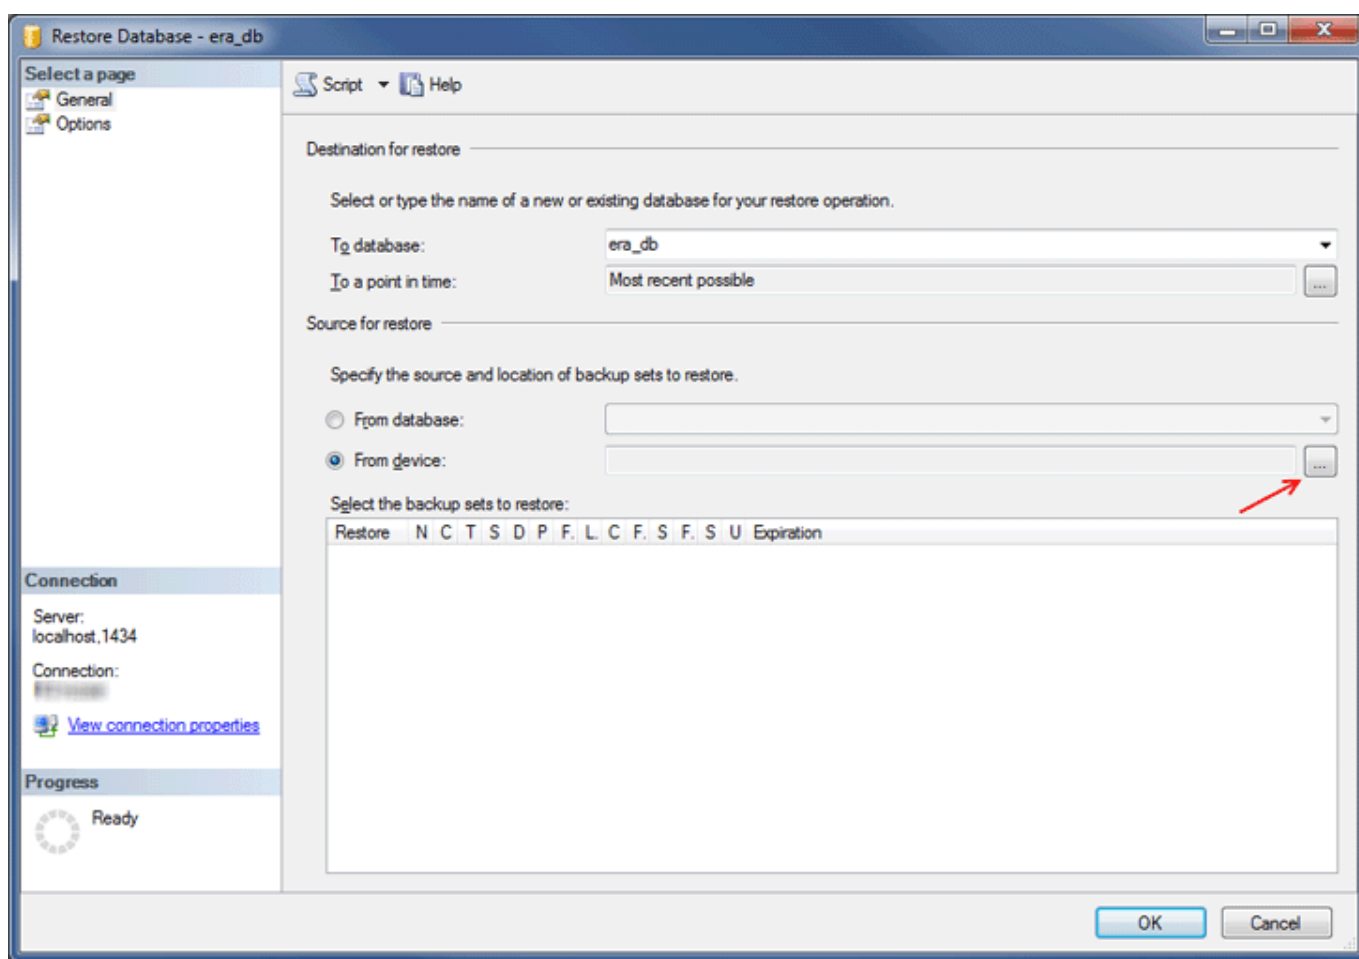 Restore Database - era_db
Select a page
General
Options
Script Help
Destination for restore
Select or type the name of a new or existing database for your restore operation.
To database: era_db
To a point in time: Most recent possible ...
Source for restore
Specify the source and location of backup sets to restore.
From database:
From device: ...
Select the backup sets to restore:
Restore N C T S D P F. L. C F. S F. S U Expiration
Connection
Server:
localhost,1434
Connection:
View connection properties
Progress
Ready
OK Cancel